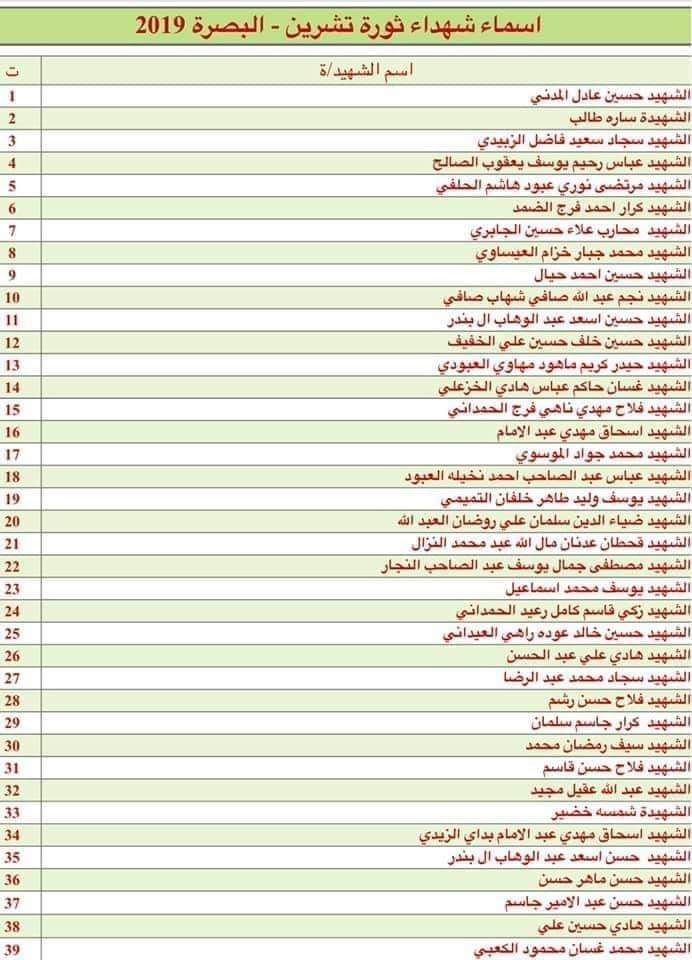 اسماء شهداء ثورة تشرين - البصرة 2019
ت اسم الشهيد/ة
1 الشهيد حسين عادل المدني
2 الشهيدة ساره طالب
3 الشهيد سجاد سعيد فاضل الزبيدي
4 الشهيد عباس رحيم يوسف يعقوب الصالح
5 الشهيد مرتضى نوري عبود هاشم الحلفي
6 الشهيد كرار احمد فرج الضمد
7 الشهيد محارب علاء حسين الجابري
8 الشهيد محمد جبار خزام العيساوي
9 الشهيد حسين احمد حيال
10 الشهيد نجم عبد الله صافي شهاب صافي
11 الشهيد حسين اسعد عبد الوهاب ال بندر
12 الشهيد حسين خلف حسين علي الخفيف
13 الشهيد حيدر كريم ماهود مهاوي العبودي
14 الشهيد غسان حاكم عباس هادي الخزعلي
15 الشهيد فلاح مهدي ناهي فرج الحمداني
16 الشهيد اسحاق مهدي عبد الامام
17 الشهيد محمد جواد الموسوي
18 الشهيد عباس عبد الصاحب احمد نخيله العبود
19 الشهيد يوسف وليد طاهر خلفان التميمي
20 الشهيد ضياء الدين سلمان علي روضان العبد الله
21 الشهيد قحطان عدنان مال الله عبد محمد النزال
22 الشهيد مصطفى جمال يوسف عبد الصاحب النجار
23 الشهيد يوسف محمد اسماعيل
24 الشهيد زكي قاسم كامل رعيد الحمداني
25 الشهيد حسين خالد عوده راهي العيداني
26 الشهيد هادي علي عبد الحسن
27 الشهيد سجاد محمد عبد الرضا
28 الشهيد فلاح حسن رشم
29 الشهيد كرار جاسم سلمان
30 الشهيد سيف رمضان محمد
31 الشهيد فلاح حسن قاسم
32 الشهيد عبد الله عقيل مجيد
33 الشهيدة شمسه خضير
34 الشهيد اسحاق مهدي عبد الامام بداي الزيدي
35 الشهيد حسن اسعد عبد الوهاب ال بندر
36 الشهيد حسن ماهر حسن
37 الشهيد حسن عبد الامير جاسم
38 الشهيد هادي حسين علي
39 الشهيد محمد غسان محمود الكعبي